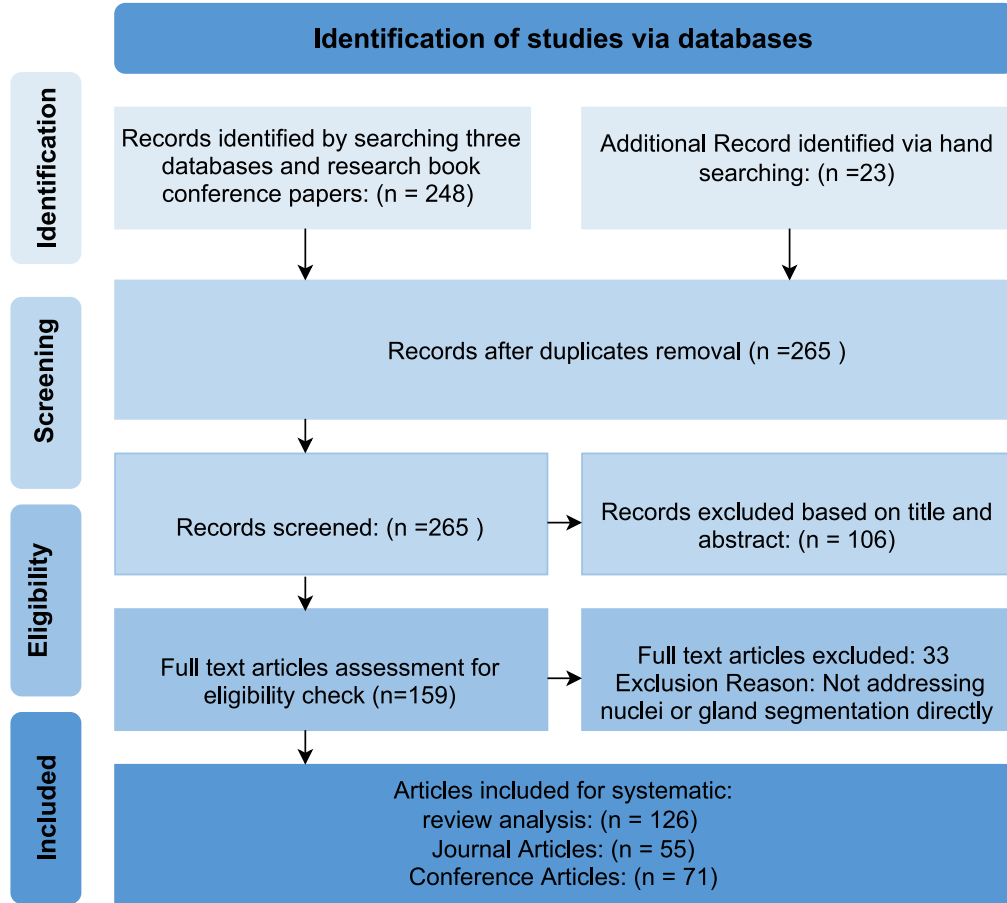 Identification of studies via databases
Identification
Records identified by searching three
databases and research book
conference papers: (n = 248)
Additional Record identified via hand
searching: (n =23)
Screening
Records after duplicates removal (n =265 )
Records screened: (n =265 )
Records excluded based on title and
abstract: (n = 106)
Eligibility
Full text articles assessment for
eligibility check (n=159)
Full text articles excluded: 33
Exclusion Reason: Not addressing
nuclei or gland segmentation directly
Included
Articles included for systematic:
review analysis: (n = 126)
Journal Articles: (n = 55)
Conference Articles: (n = 71)